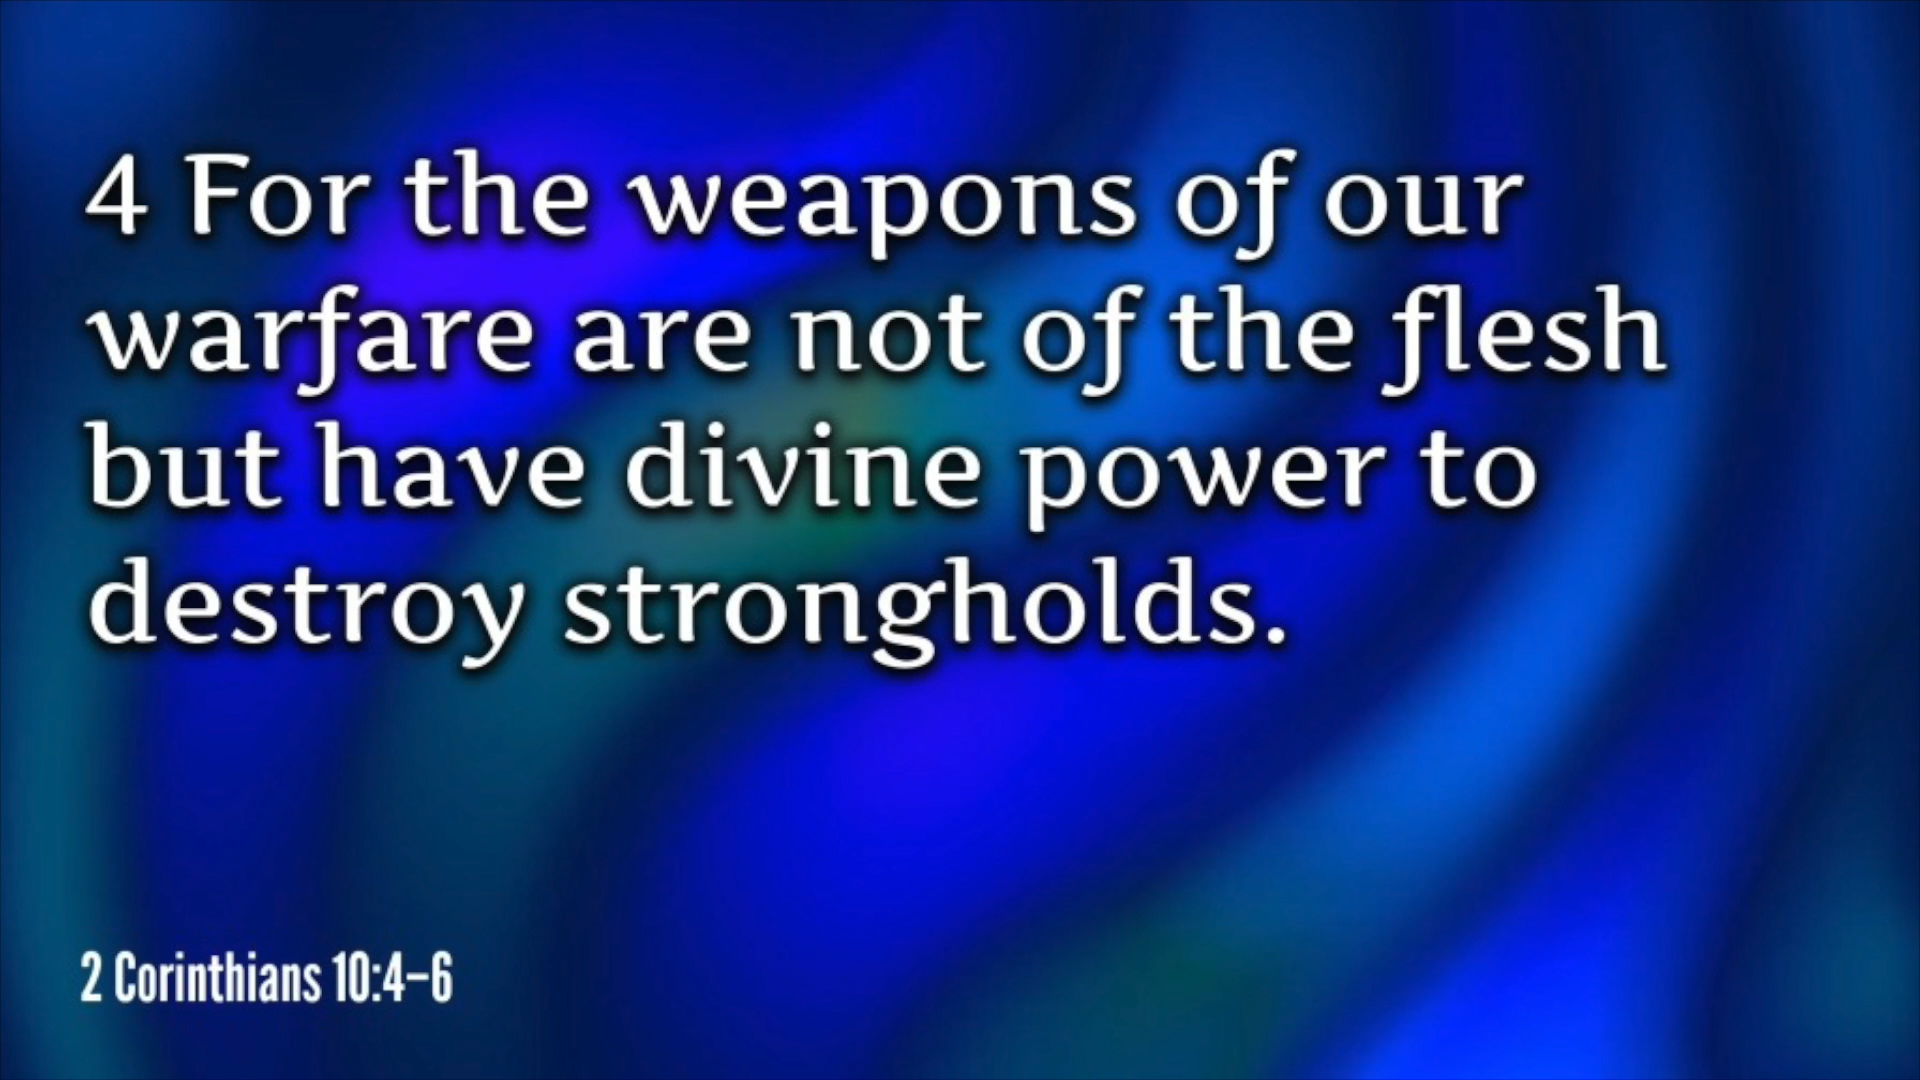 4 For the weapons of our
warfare are not of the flesh
but have divine power to
destroy strongholds.
2 Corinthians 10:4–6